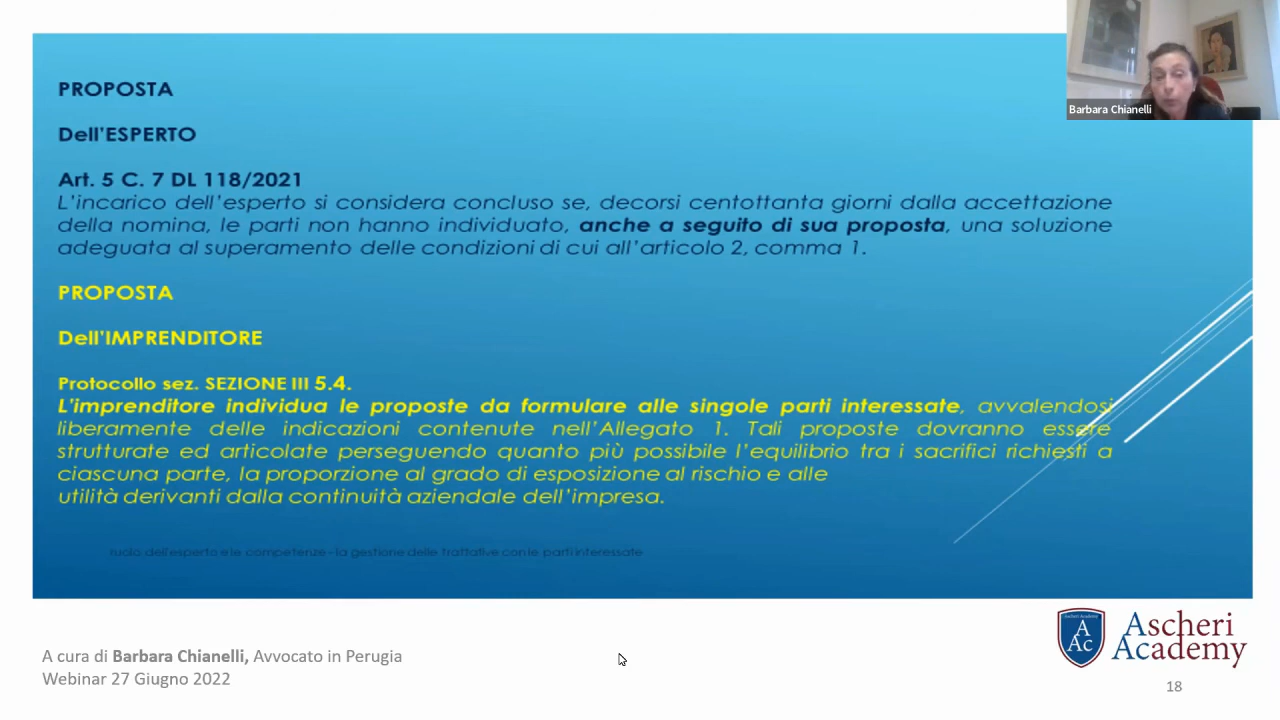 PROPOSTA
Dell'ESPERTO
Art. 5 C. 7 DL 118/2021
L'incarico dell'esperto si considera concluso se, decorsi centottanta giorni dalla accettazione
della nomina, le parti non hanno individuato, anche a seguito di sua proposta, una soluzione
adeguata al superamento delle condizioni di cui all'articolo 2, comma 1.
PROPOSTA
Dell'IMPRENDITORE
Protocollo sez. SEZIONE III 5.4.
L'imprenditore individua le proposte da formulare alle singole parti interessate, avvalendosi
liberamente delle indicazioni contenute nell'Allegato 1. Tali proposte dovranno essere
strutturate ed articolate perseguendo quanto più possibile l'equilibrio tra i sacrifici richiesti a
ciascuna parte, la proporzione al grado di esposizione al rischio e alle
utilità derivanti dalla continuità aziendale dell'impresa.
ruolo dell'esperto e le competenze - la gestione delle trattative con le parti interessate
Barbara Chianelli
A cura di Barbara Chianelli, Avvocato in Perugia
Webinar 27 Giugno 2022
Ascheri Academy
A
Ac
Ascheri
Academy
18